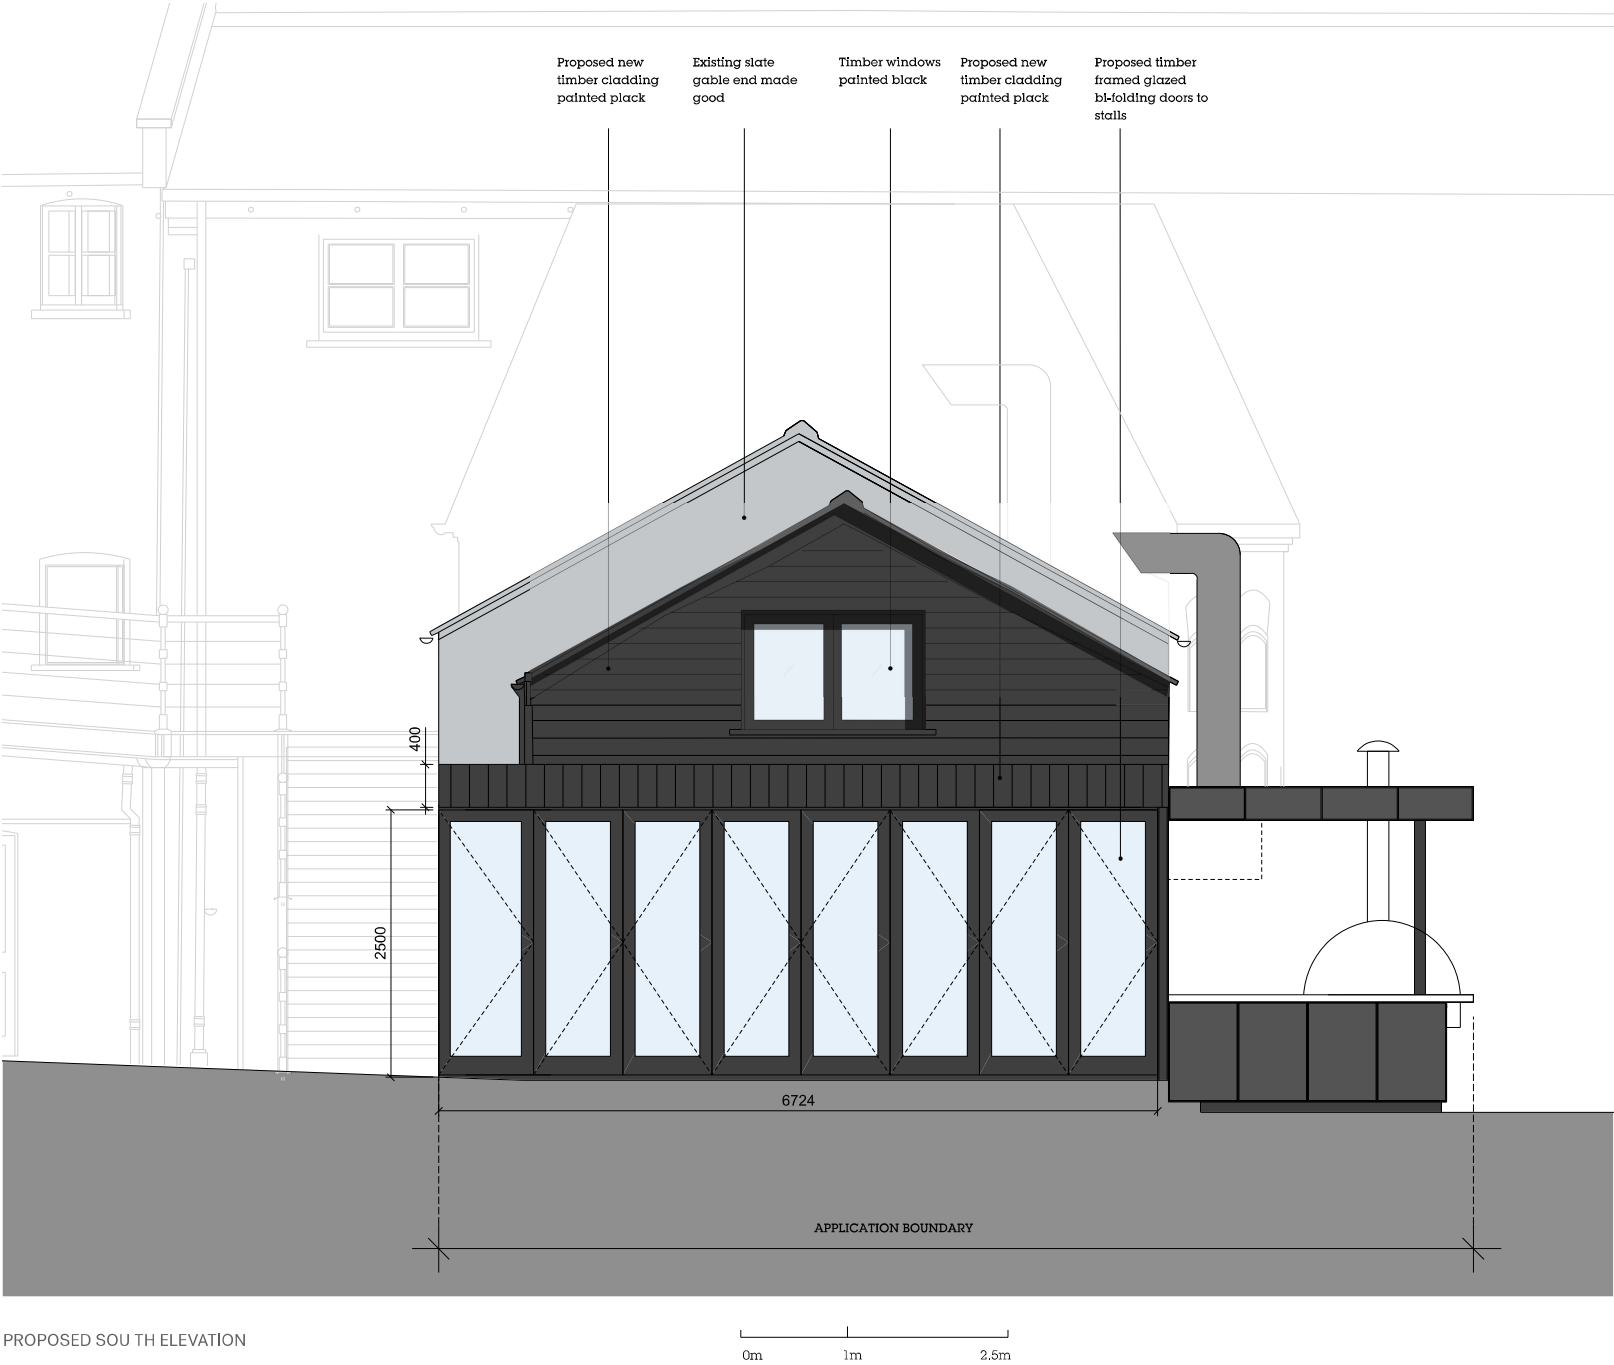 Proposed new
timber cladding
painted plack
Existing slate
gable end made
good
Timber windows
painted black
Proposed new
timber cladding
painted plack
Proposed timber
framed glazed
bi-folding doors to
stalls
400
2500
6724
APPLICATION BOUNDARY
PROPOSED SOU TH ELEVATION
0m
1m
2.5m